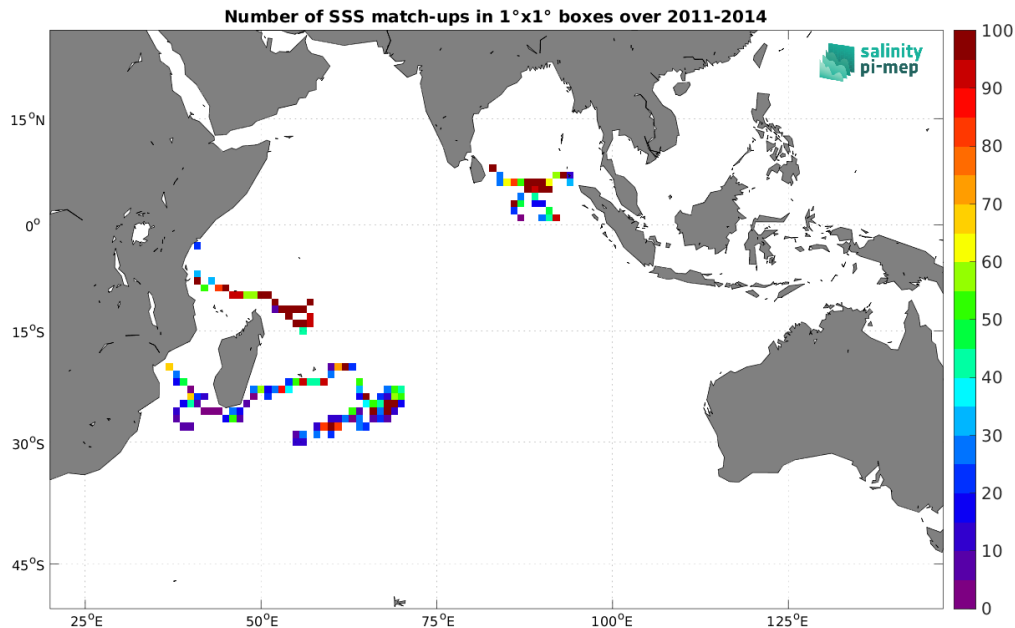 Number of SSS match-ups in 1°x1° boxes over 2011-2014
salinity
pi-mep
15°N
0°
15°S
30°S
45°S
25°E
50°E
75°E
100°E
125°E
100
90
80
70
60
50
40
30
20
10
0